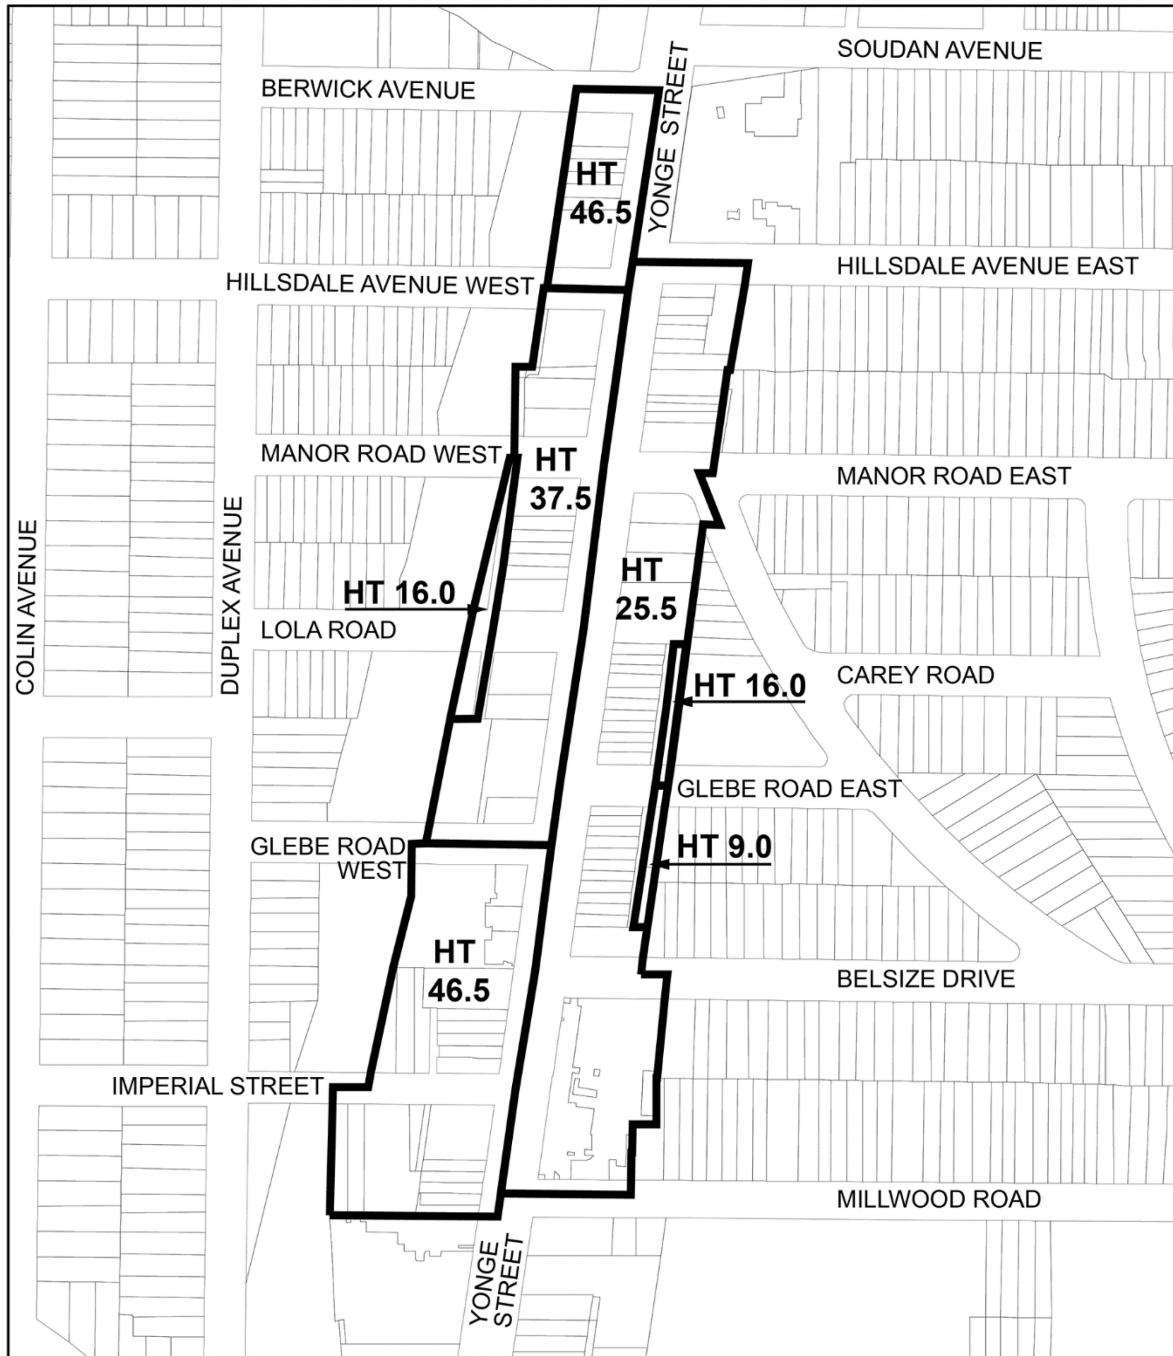 SOUDAN AVENUE
BERWICK AVENUE
YONGE STREET
HT
46.5
HILLSDALE AVENUE EAST
HILLSDALE AVENUE WEST
MANOR ROAD WEST
HT
37.5
MANOR ROAD EAST
COLIN AVENUE
DUPLEX AVENUE
HT 16.0
HT
25.5
LOLA ROAD
CAREY ROAD
HT 16.0
GLEBE ROAD EAST
GLEBE ROAD
WEST
HT 9.0
HT
46.5
BELSIZE DRIVE
IMPERIAL STREET
MILLWOOD ROAD
YONGE
STREET